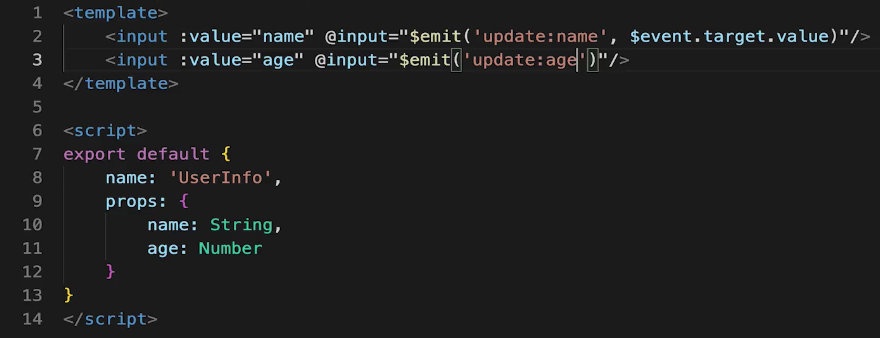 1 <template>
2 <input :value="name" @input="$emit('update:name', $event.target.value)"/>
3 <input :value="age" @input="$emit('update:age')"/>
4 </template>
5
6 <script>
7 export default {
8 name: 'UserInfo',
9 props: {
10 name: String,
11 age: Number
12 }
13 }
14 </script>